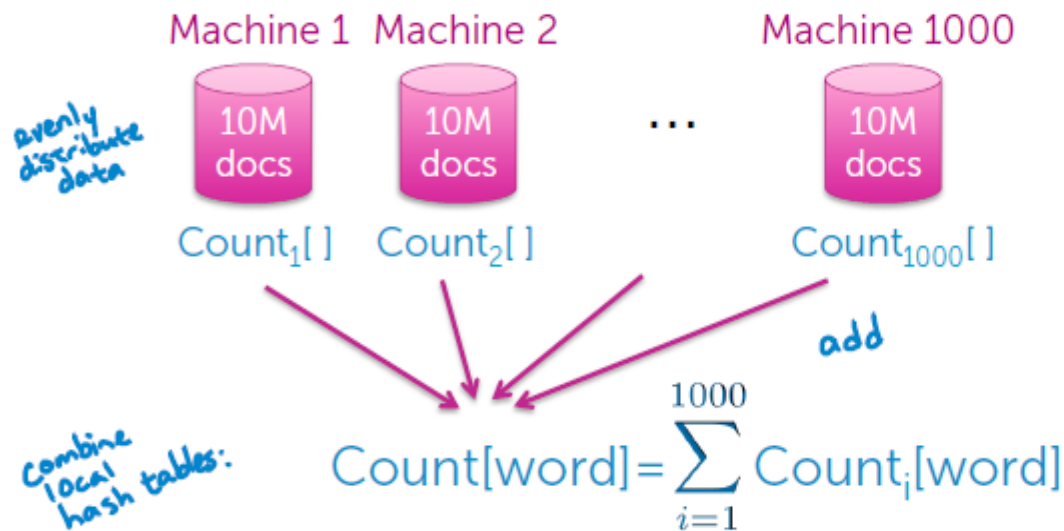 Machine 1 Machine 2 Machine 1000
evenly
distribute
data
10M
docs
10M
docs
...
10M
docs
Count₁[ ] Count₂[ ] Count₁₀₀₀[ ]
add
combine
local
hash tables:
Count[word] = ∑_{i=1}^{1000} Countᵢ[word]